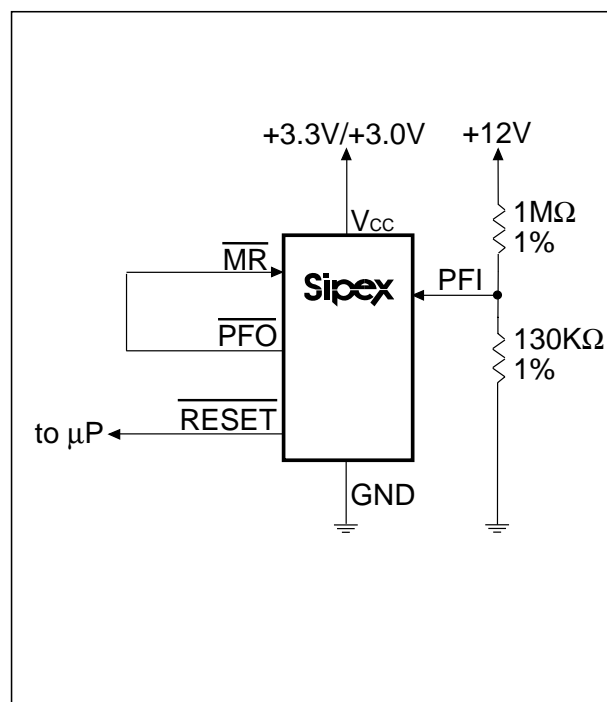 +3.3V/+3.0V
+12V
VCC
1MΩ
1%
MR
Sipex
PFI
PFO
130KΩ
1%
RESET
to µP
GND